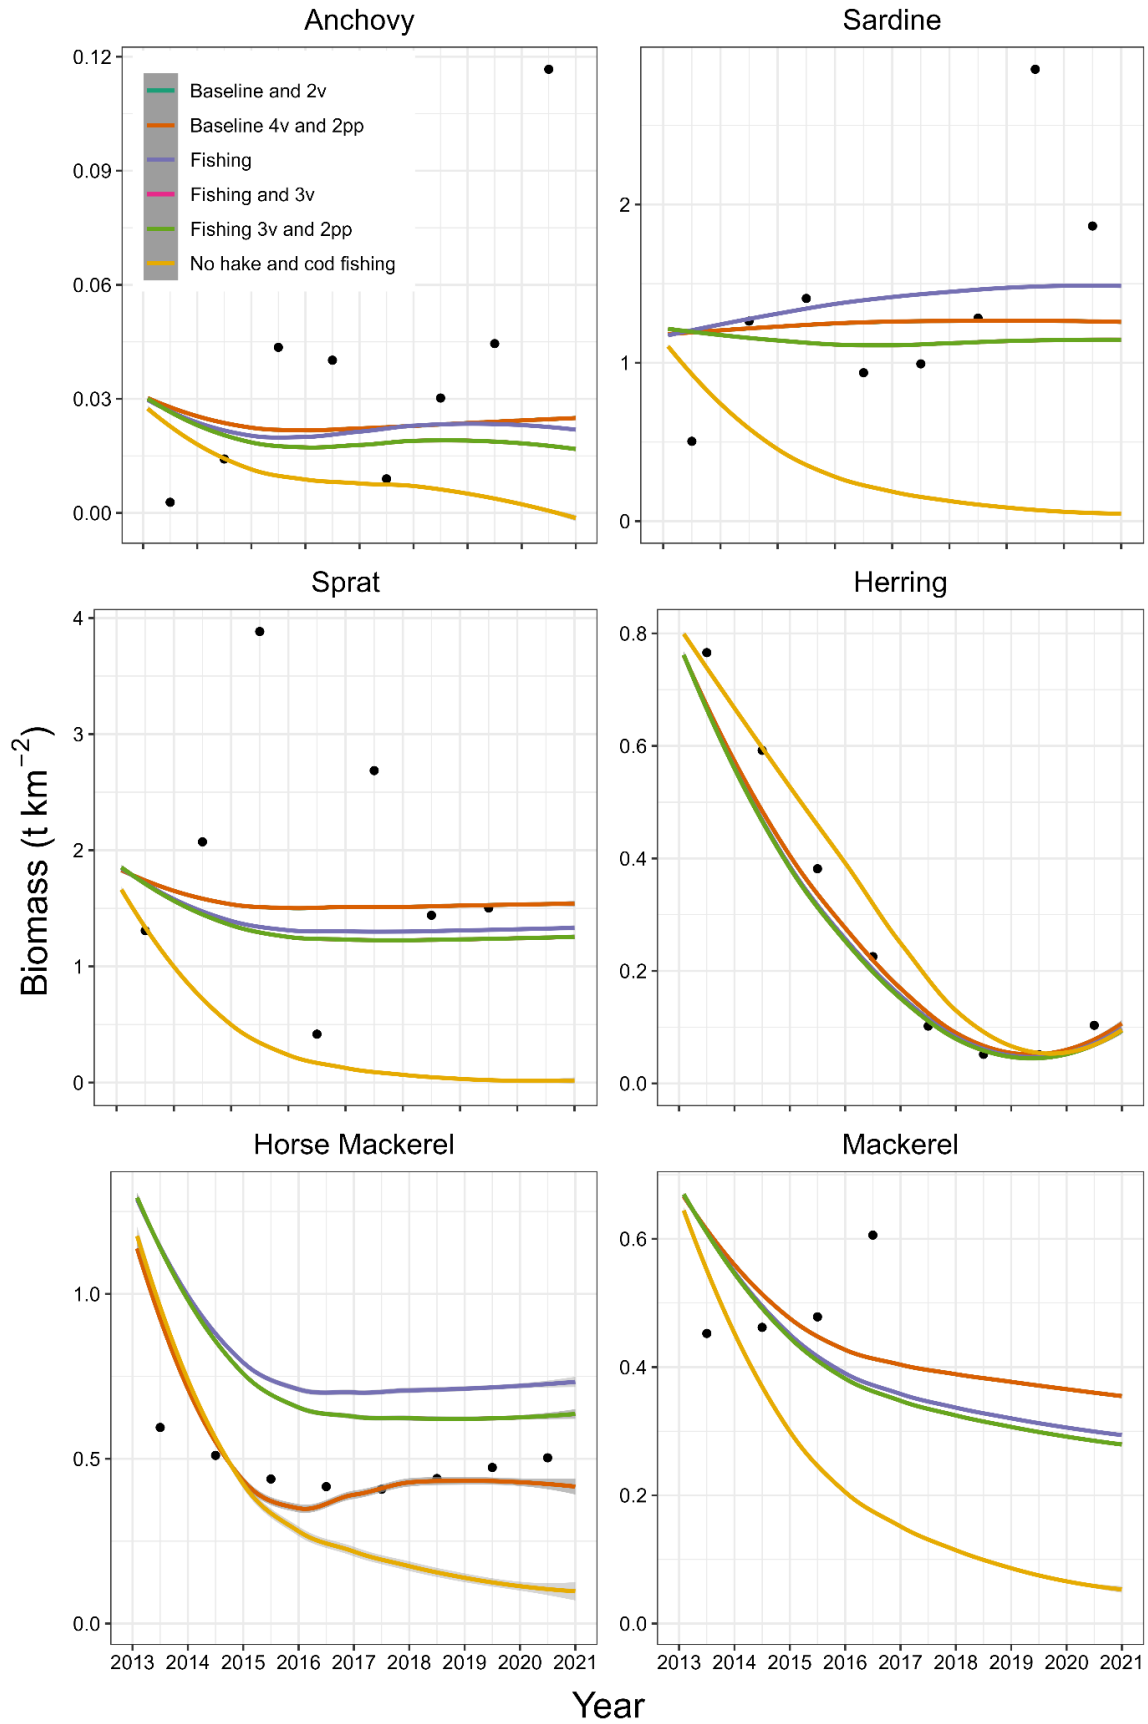 Anchovy
Sardine
0.12
0.09
0.06
0.03
0.00
Baseline and 2v
Baseline 4v and 2pp
Fishing
Fishing and 3v
Fishing 3v and 2pp
No hake and cod fishing
2
1
0
Sprat
Herring
4
3
2
1
0
0.8
0.6
0.4
0.2
0.0
Biomass (t km⁻²)
Horse Mackerel
Mackerel
1.0
0.5
0.0
0.6
0.4
0.2
0.0
2013 2014 2015 2016 2017 2018 2019 2020 2021
2013 2014 2015 2016 2017 2018 2019 2020 2021
Year